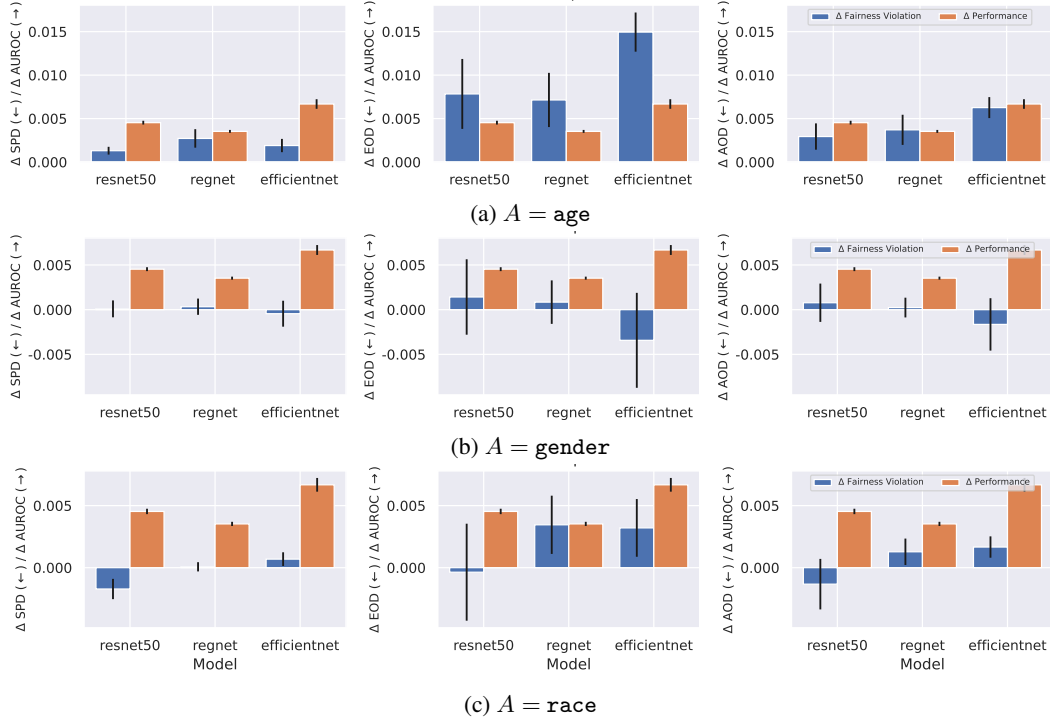 Δ SPD (←) / Δ AUROC (→)
0.015
0.010
0.005
0.000
resnet50 regnet efficientnet
Δ EOD (←) / Δ AUROC (→)
0.015
0.010
0.005
0.000
resnet50 regnet efficientnet
Δ AOD (←) / Δ AUROC (→)
0.015
0.010
0.005
0.000
Δ Fairness Violation Δ Performance
resnet50 regnet efficientnet
(a) A = age
Δ SPD (←) / Δ AUROC (→)
0.005
0.000
-0.005
resnet50 regnet efficientnet
Δ EOD (←) / Δ AUROC (→)
0.005
0.000
-0.005
resnet50 regnet efficientnet
Δ AOD (←) / Δ AUROC (→)
0.005
0.000
-0.005
Δ Fairness Violation Δ Performance
resnet50 regnet efficientnet
(b) A = gender
Δ SPD (←) / Δ AUROC (→)
0.005
0.000
resnet50 regnet efficientnet
Model
Δ EOD (←) / Δ AUROC (→)
0.005
0.000
resnet50 regnet efficientnet
Δ AOD (←) / Δ AUROC (→)
0.005
0.000
Δ Fairness Violation Δ Performance
resnet50 regnet efficientnet
Model
(c) A = race